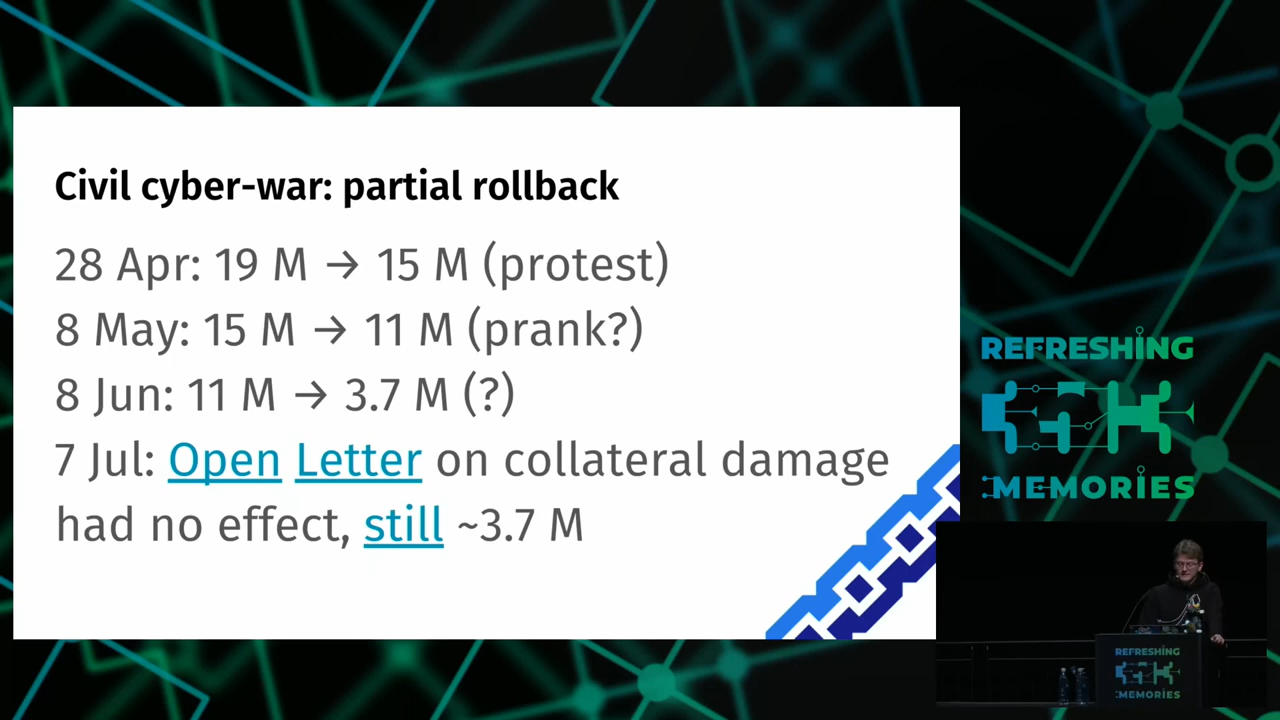 Civil cyber-war: partial rollback
28 Apr: 19 M → 15 M (protest)
8 May: 15 M → 11 M (prank?)
8 Jun: 11 M → 3.7 M (?)
7 Jul: Open Letter on collateral damage
had no effect, still ~3.7 M
REFRESHING
MEMORIES
REFRESHING
MEMORIES